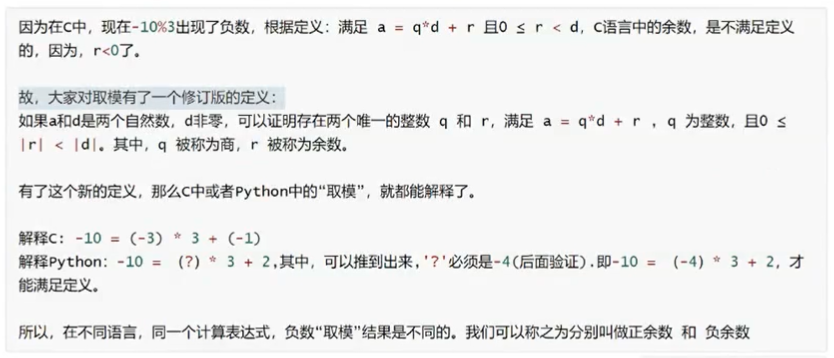 因为在C中，现在-10%3出现了负数，根据定义：满足 a = q*d + r 且0 ≤ r < d，C语言中的余数，是不满足定义
的，因为，r<0了。
故，大家对取模有了一个修订版的定义：
如果a和d是两个自然数，d非零，可以证明存在两个唯一的整数 q 和 r，满足 a = q*d + r ，q 为整数，且0 ≤
|r| < |d|。其中，q 被称为商，r 被称为余数。
有了这个新的定义，那么C中或者Python中的“取模”，就都能解释了。
解释C: -10 = (-3) * 3 + (-1)
解释Python：-10 = （?）* 3 + 2,其中，可以推到出来,'?'必须是-4(后面验证).即-10 = （-4）* 3 + 2，才
能满足定义。
所以，在不同语言，同一个计算表达式，负数“取模”结果是不同的。我们可以称之为分别叫做正余数 和 负余数